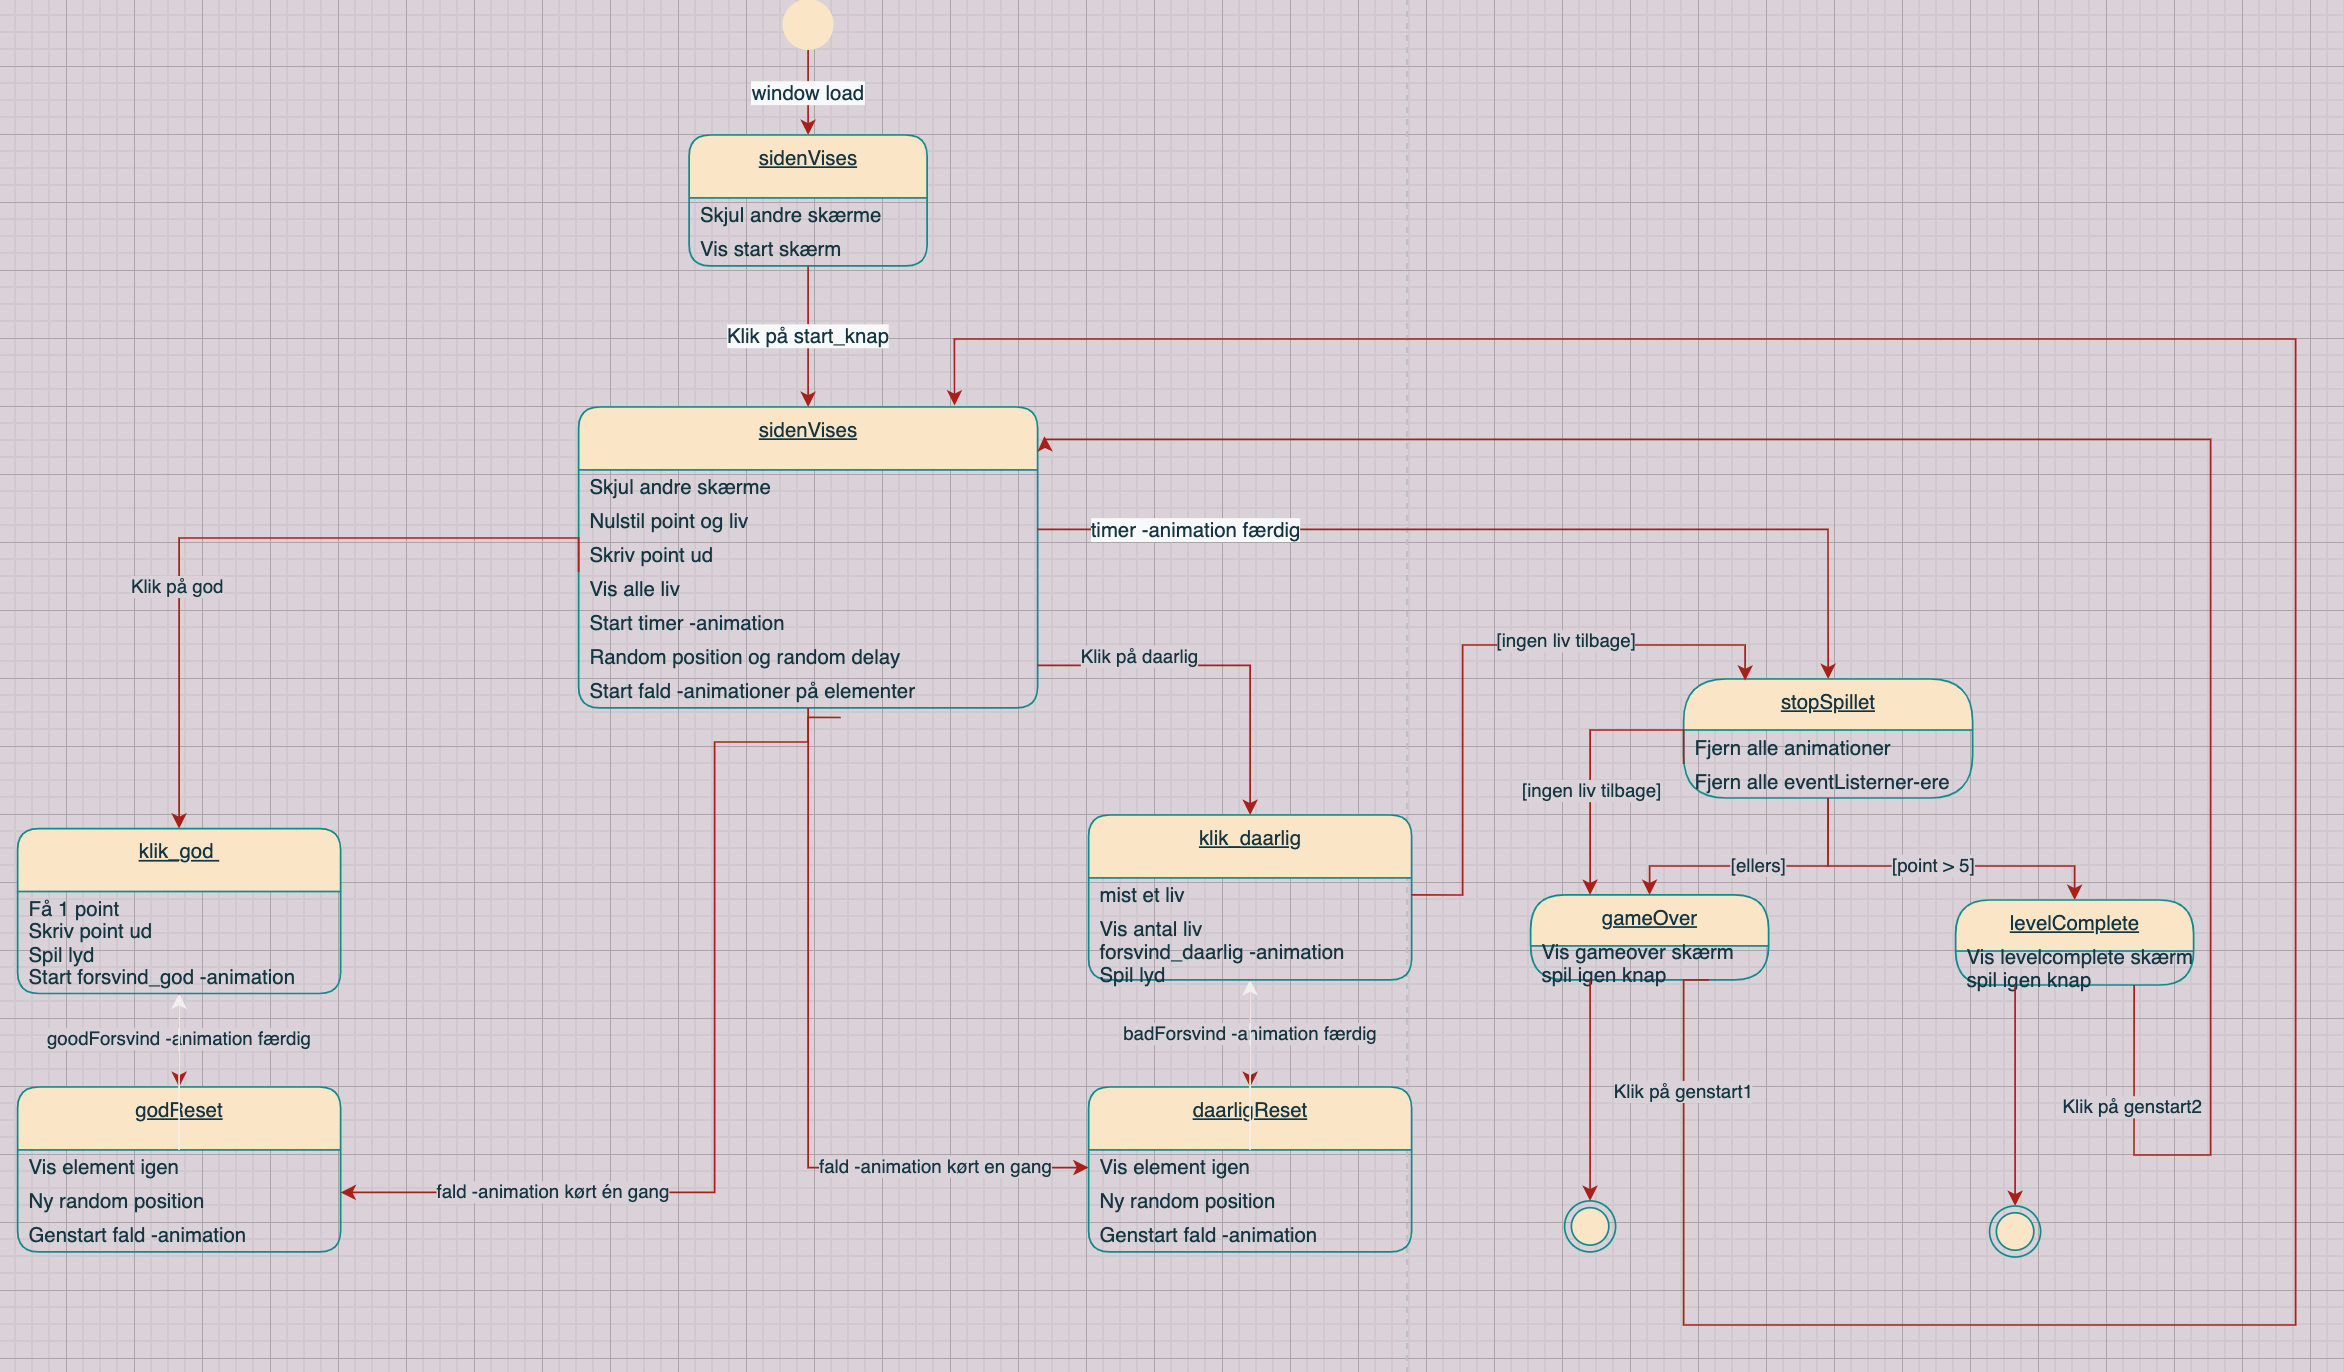 window load
sidenVises
Skjul andre skærme
Vis start skærm
Klik på start_knap
sidenVises
Skjul andre skærme
Nulstil point og liv
Skriv point ud
Vis alle liv
Start timer -animation
Random position og random delay
Start fald -animationer på elementer
timer -animation færdig
Klik på god
Klik på daarlig
[ingen liv tilbage]
stopSpillet
Fjern alle animationer
Fjern alle eventListerner-ere
[ingen liv tilbage]
[ellers]
[point > 5]
klik_god
Få 1 point
Skriv point ud
Spil lyd
Start forsvind_god -animation
klik_daarlig
mist et liv
Vis antal liv
forsvind_daarlig -animation
Spil lyd
gameOver
Vis gameover skærm
spil igen knap
levelComplete
Vis levelcomplete skærm
spil igen knap
goodForsvind -animation færdig
badForsvind -animation færdig
Klik på genstart1
Klik på genstart2
godReset
Vis element igen
Ny random position
Genstart fald -animation
fald -animation kørt én gang
fald -animation kørt en gang
daarligReset
Vis element igen
Ny random position
Genstart fald -animation